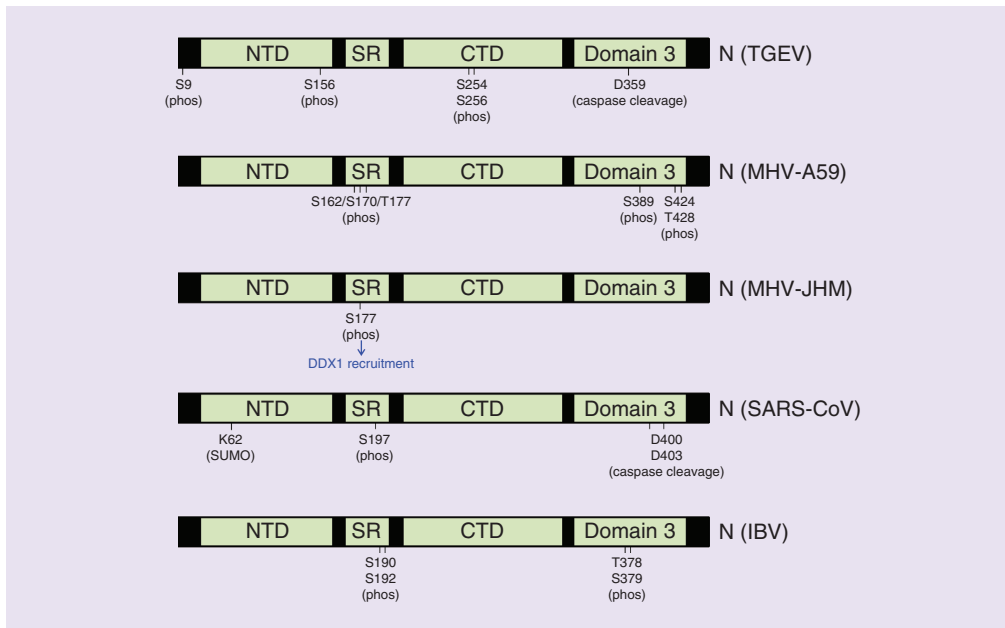 NTD SR CTD Domain 3 N (TGEV)
S9 S156 S254 D359
(phos) (phos) S256 (caspase cleavage)
(phos)
NTD SR CTD Domain 3 N (MHV-A59)
S162/S170/T177 S389 S424
(phos) (phos) T428
(phos)
NTD SR CTD Domain 3 N (MHV-JHM)
S177
(phos)
DDX1 recruitment
NTD SR CTD Domain 3 N (SARS-CoV)
K62 S197 D400
(SUMO) (phos) D403
(caspase cleavage)
NTD SR CTD Domain 3 N (IBV)
S190 T378
S192 S379
(phos) (phos)